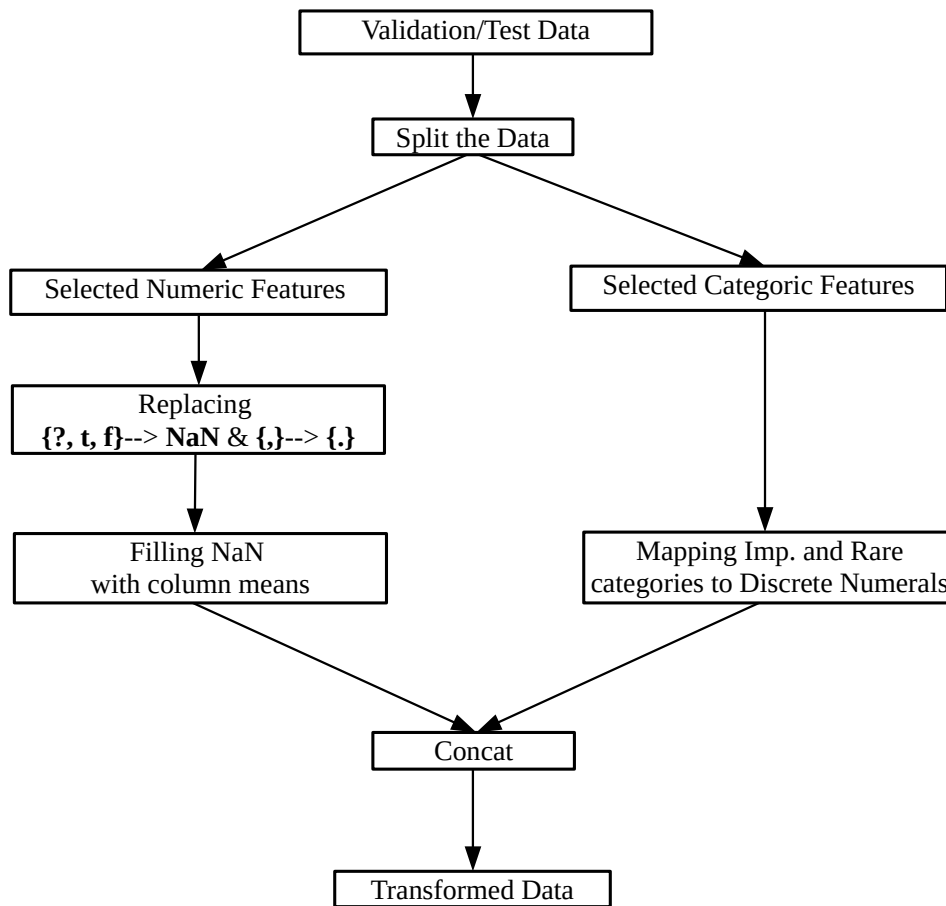 Validation/Test Data
Split the Data
Selected Numeric Features
Selected Categoric Features
Replacing
{?, t, f}--> NaN & {,}--> {.}
Filling NaN
with column means
Mapping Imp. and Rare
categories to Discrete Numerals
Concat
Transformed Data